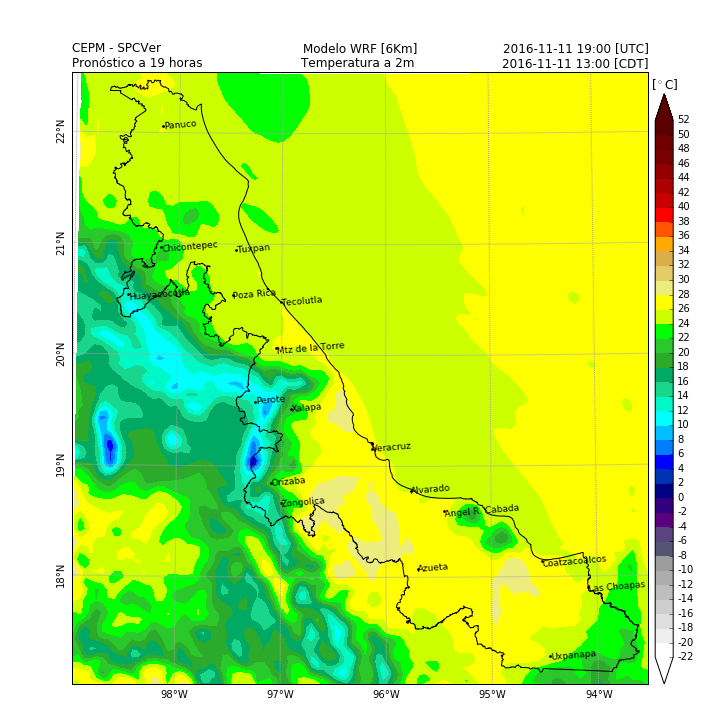 CEPM - SPCVer Modelo WRF [6Km] 2016-11-11 19:00 [UTC]
Pronóstico a 19 horas Temperatura a 2m 2016-11-11 13:00 [CDT]
[°C]
52
50
48
46
44
42
40
38
36
34
32
30
28
26
24
22
20
18
16
14
12
10
8
6
4
2
0
-2
-4
-6
-8
-10
-12
-14
-16
-18
-20
-22
22°N
21°N
20°N
19°N
18°N
Panuco
Chicontepec
Tuxpan
Huayacocotla
Poza Rica
Tecolutla
Mtz de la Torre
Perote
Xalapa
Veracruz
Orizaba
Alvarado
Zongolica
Angel R. Cabada
Azueta
Coatzacoalcos
Las Choapas
Uxpanapa
98°W 97°W 96°W 95°W 94°W